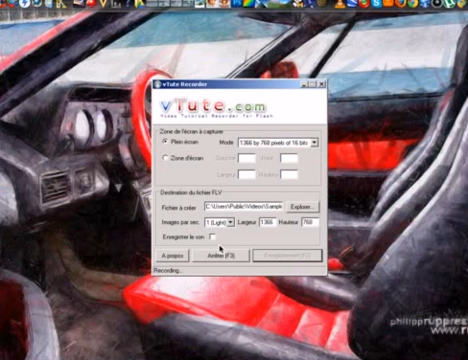 vTute Recorder
vTute.com
Video Tutorial Recorder for Flash
Zone de l'écran à capturer
Plein écran Mode 1366 by 768 pixels of 16 bits
Zone d'écran Gauche Haut
Largeur Hauteur
Destination du fichier FLV
Fichier à créer C:\Users\Public\Videos\Sampl Explorer...
Images par sec. 1 (Light) Largeur 1366 Hauteur 768
Enregistrer le son
A propos Arrêter (F3) Enregistrement (F2)
Recording...
philipp
www.r